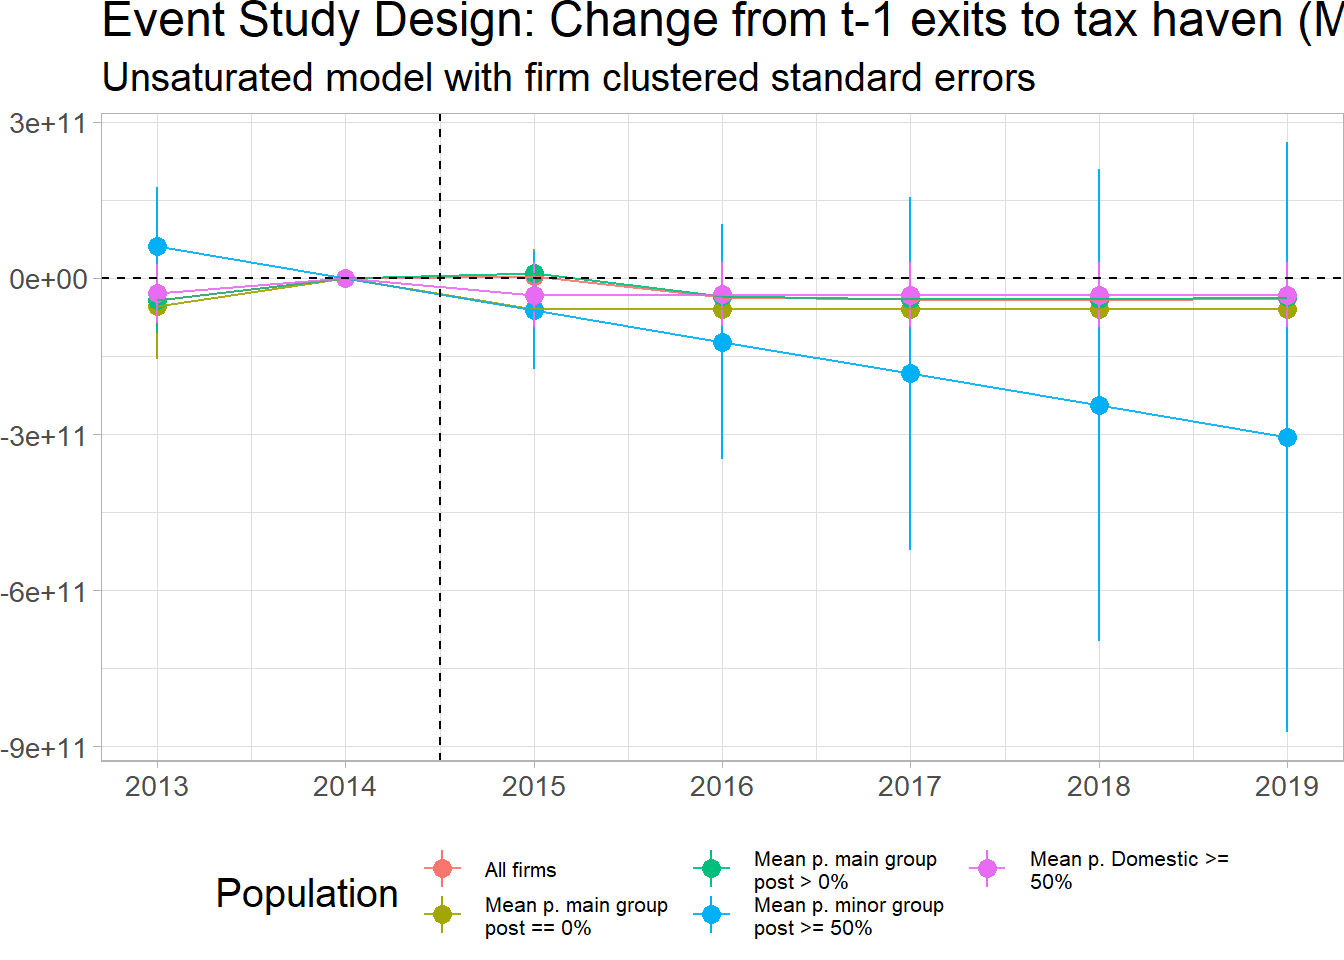 Event Study Design: Change from t-1 exits to tax haven (M
Unsaturated model with firm clustered standard errors
3e+11
0e+00
-3e+11
-6e+11
-9e+11
2013 2014 2015 2016 2017 2018 2019
Population
All firms
Mean p. main group
post == 0%
Mean p. main group
post > 0%
Mean p. minor group
post >= 50%
Mean p. Domestic >=
50%